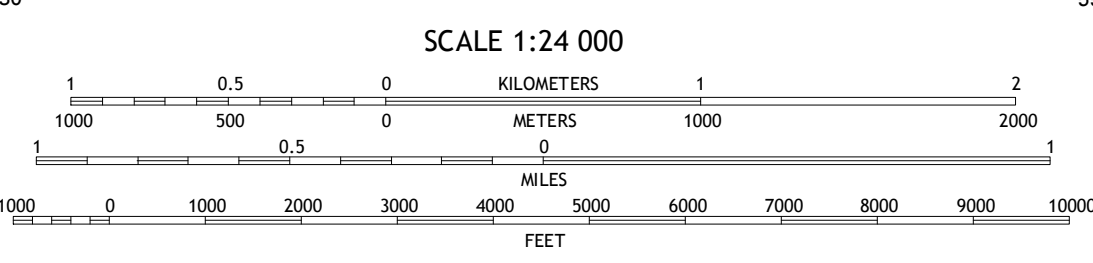 SCALE 1:24 000
1 0.5 0 KILOMETERS 1 2
1000 500 0 METERS 1000 2000
1 0.5 0 1
MILES
1000 0 1000 2000 3000 4000 5000 6000 7000 8000 9000 10000
FEET